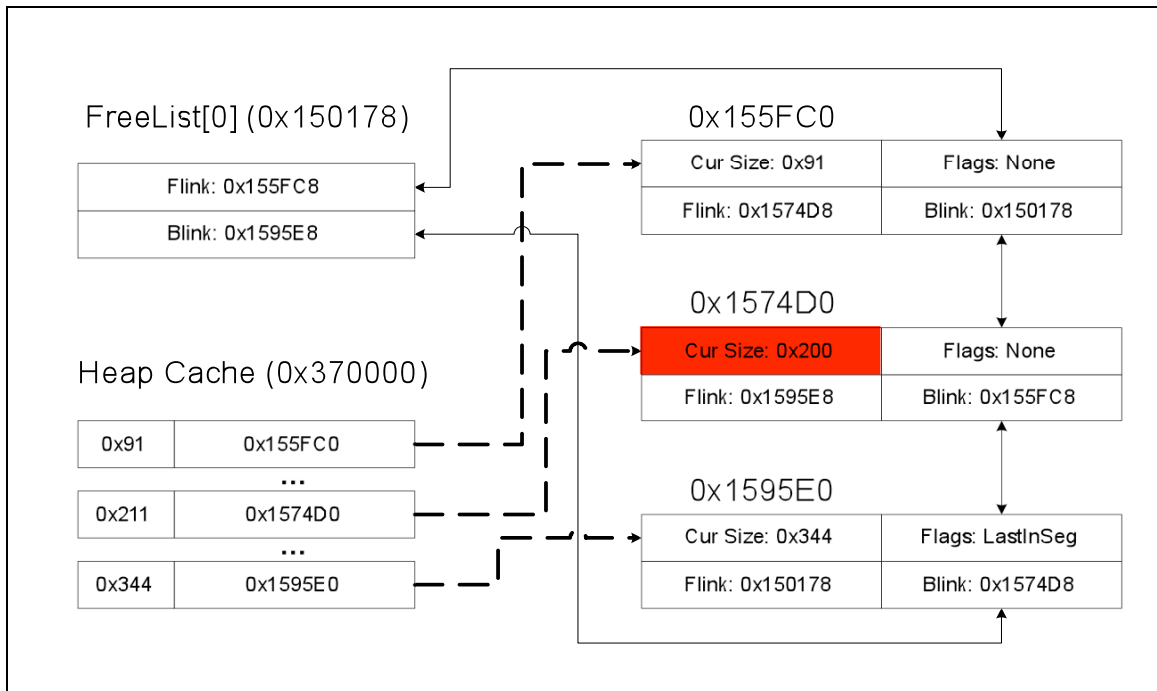 FreeList[0] (0x150178)
Flink: 0x155FC8
Blink: 0x1595E8
Heap Cache (0x370000)
0x91 0x155FC0
...
0x211 0x1574D0
...
0x344 0x1595E0
0x155FC0
Cur Size: 0x91 Flags: None
Flink: 0x1574D8 Blink: 0x150178
0x1574D0
Cur Size: 0x200 Flags: None
Flink: 0x1595E8 Blink: 0x155FC8
0x1595E0
Cur Size: 0x344 Flags: LastInSeg
Flink: 0x150178 Blink: 0x1574D8